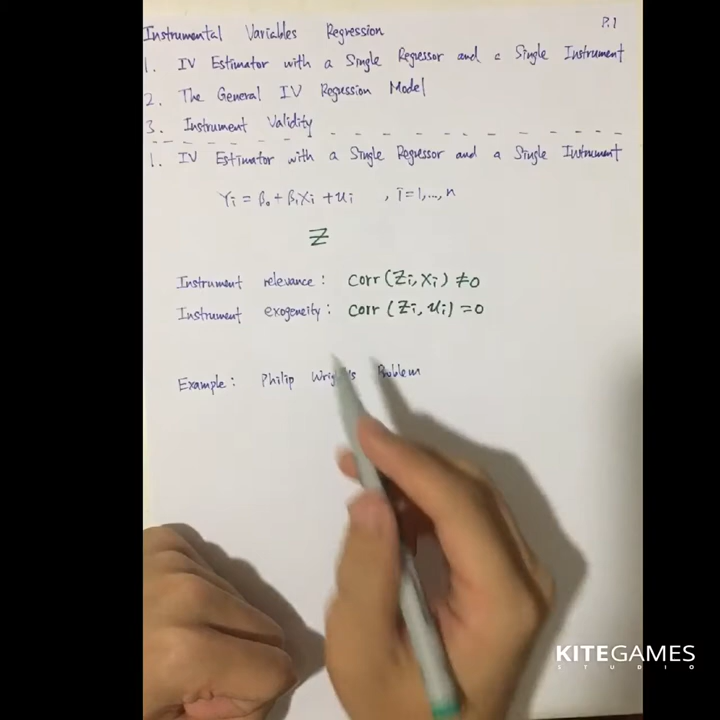 P.1
Instrumental Variables Regression
1. IV Estimator with a Single Regressor and a Single Instrument
2. The General IV Regression Model
3. Instrument Validity
1. IV Estimator with a Single Regressor and a Single Instrument
Yi = β0 + β1Xi + ui , i=1,...,n
Z
Instrument relevance: corr(Zi, Xi) ≠ 0
Instrument exogeneity: corr(Zi, ui) = 0
Example: Philip Problem
KITEGAMES
STUDIO